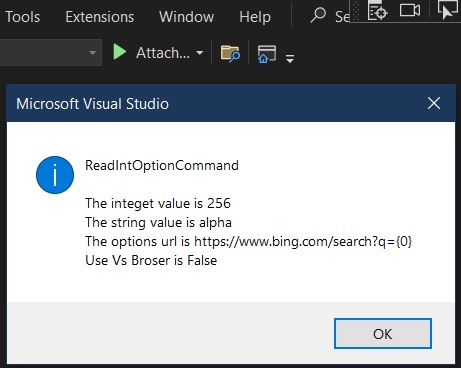 Tools Extensions Window Help Se
Attach...
Microsoft Visual Studio
ReadIntOptionCommand
The integet value is 256
The string value is alpha
The options url is https://www.bing.com/search?q={0}
Use Vs Broser is False
OK